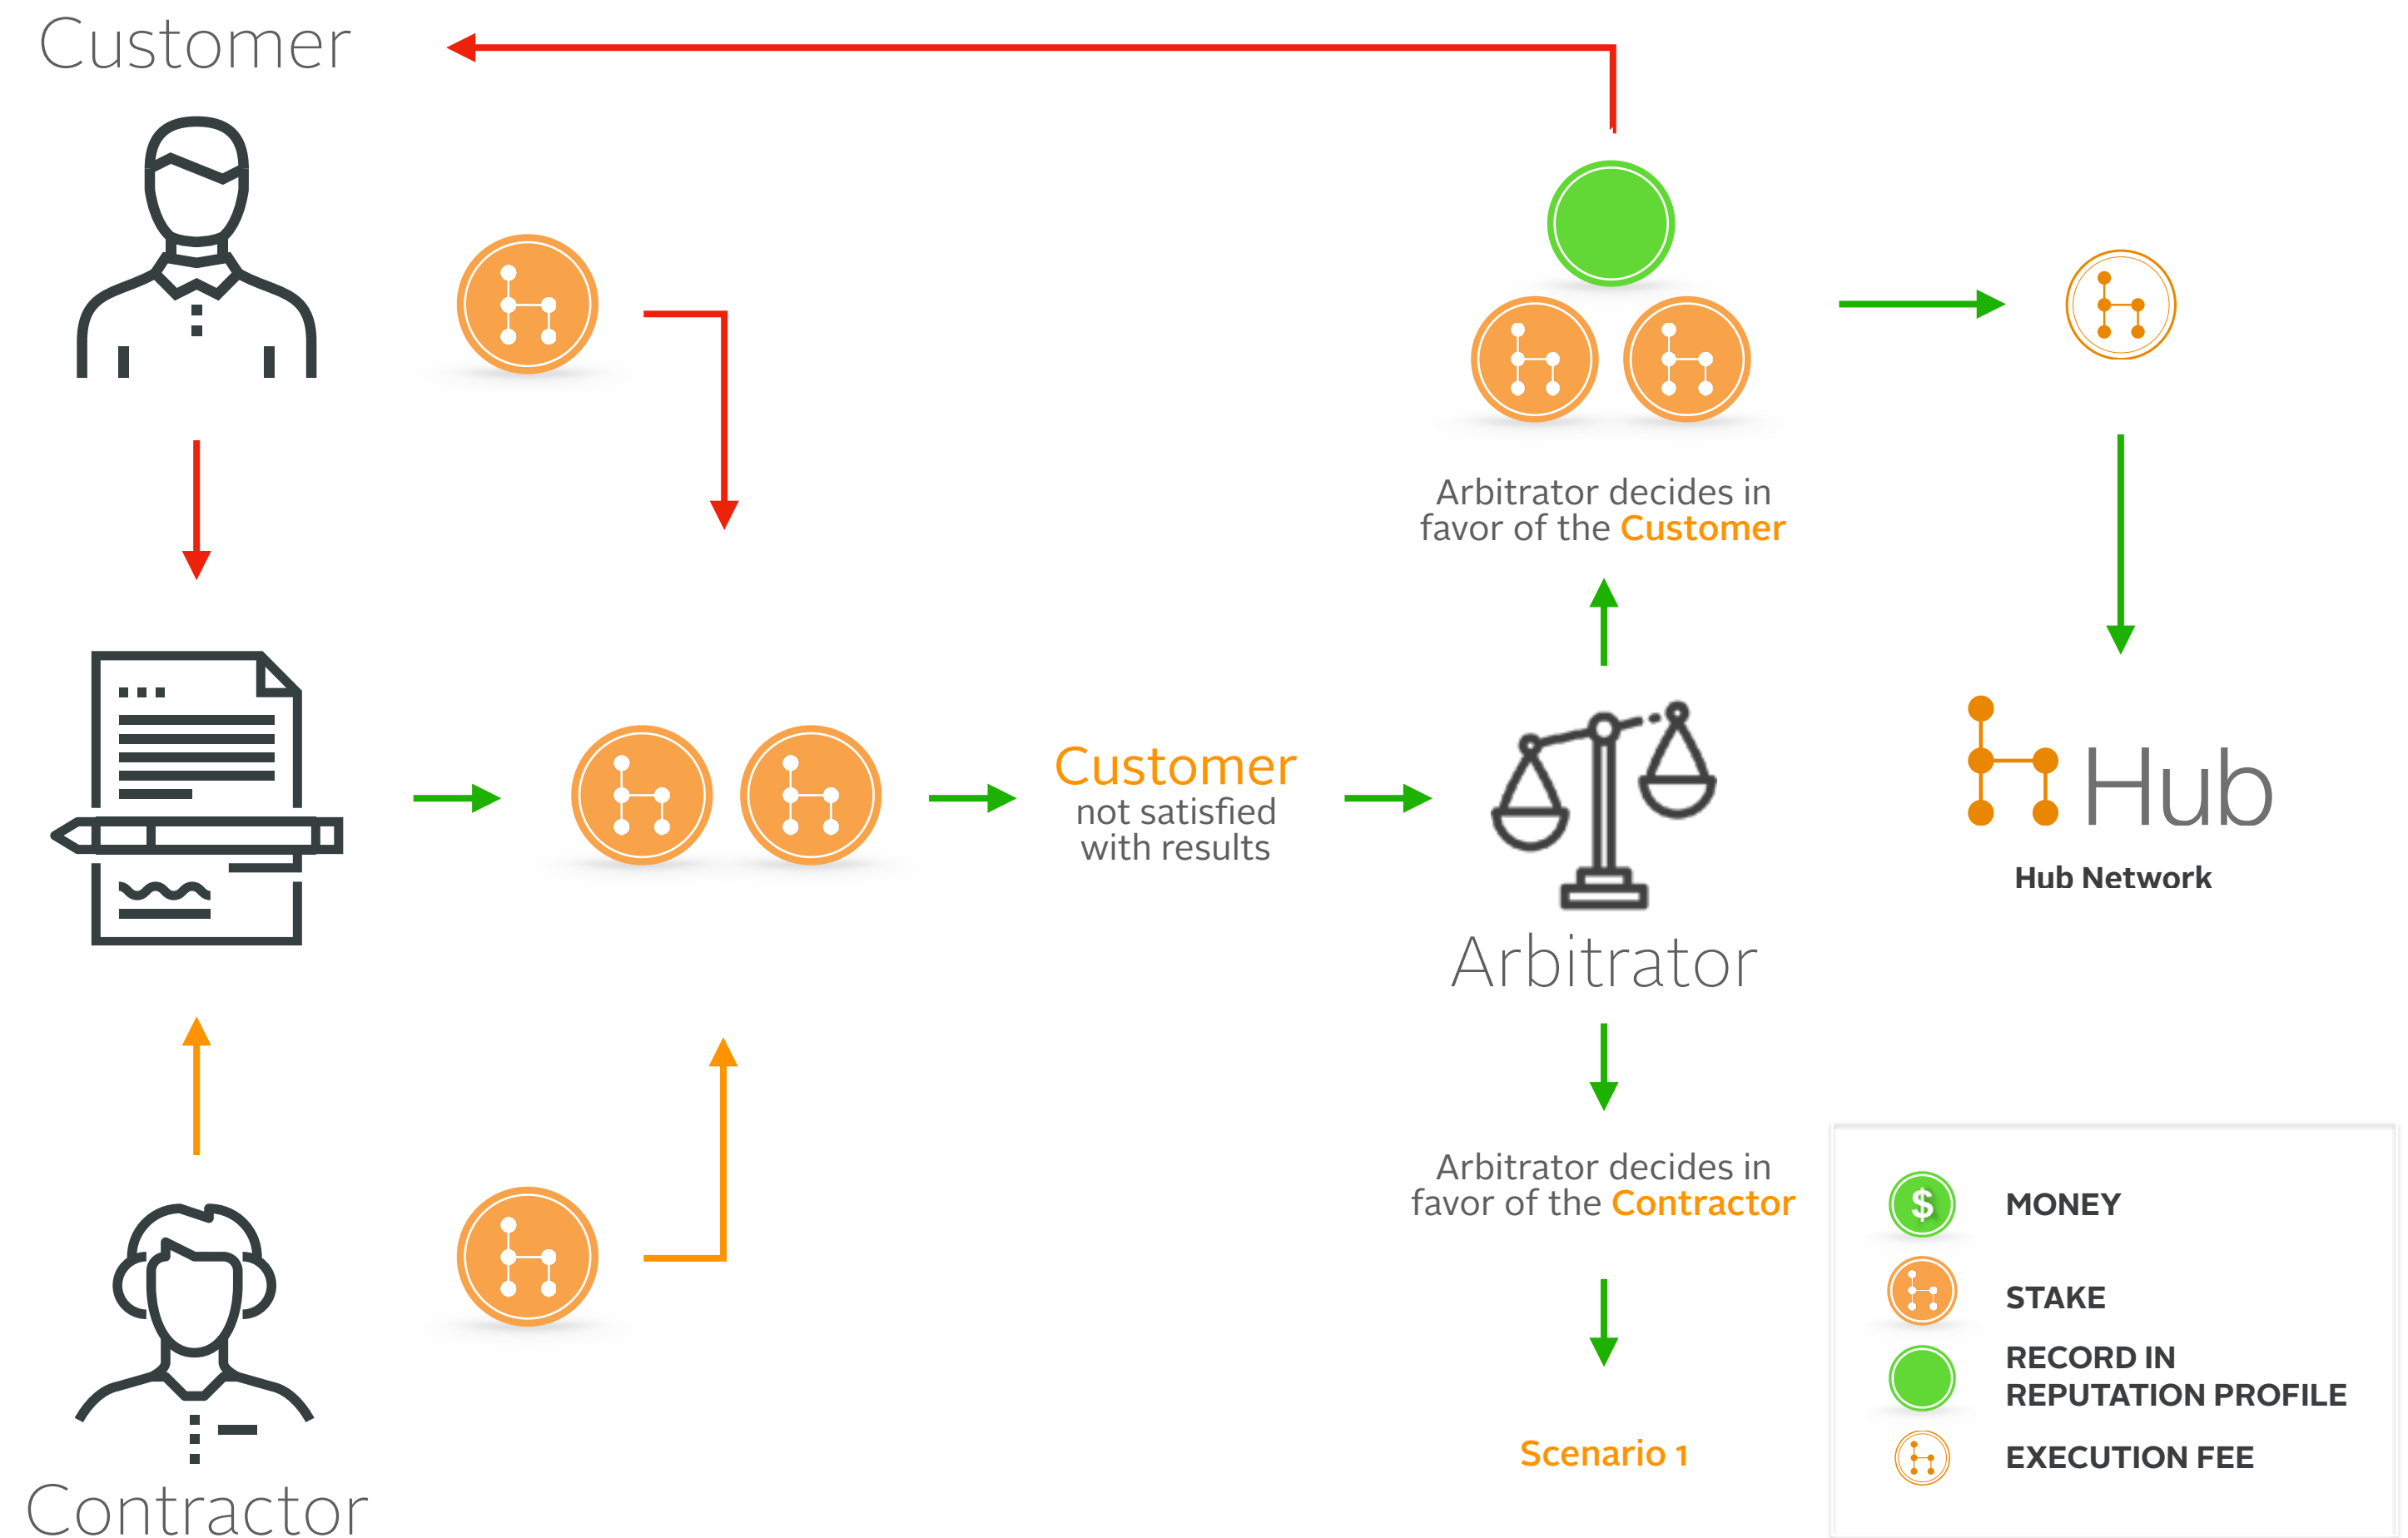 Customer
Arbitrator decides in
favor of the Customer
Customer
not satisfied
with results
Hub
Hub Network
Arbitrator
Arbitrator decides in
favor of the Contractor
Scenario 1
Contractor
$ MONEY
STAKE
RECORD IN
REPUTATION PROFILE
EXECUTION FEE